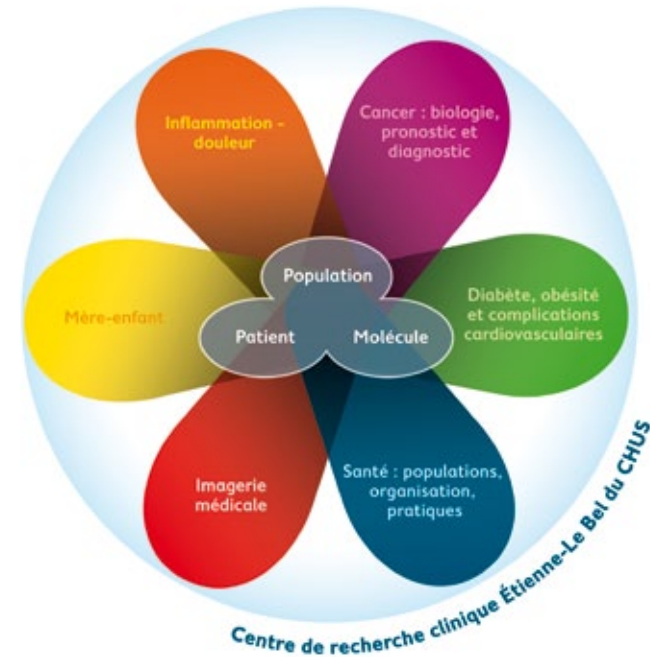 Inflammation -
douleur
Cancer : biologie,
pronostic et
diagnostic
Population
Patient
Molécule
Mère-enfant
Diabète, obésité
et complications
cardiovasculaires
Imagerie
médicale
Santé : populations,
organisation,
pratiques
Centre de recherche clinique Étienne-Le Bel du CHUS